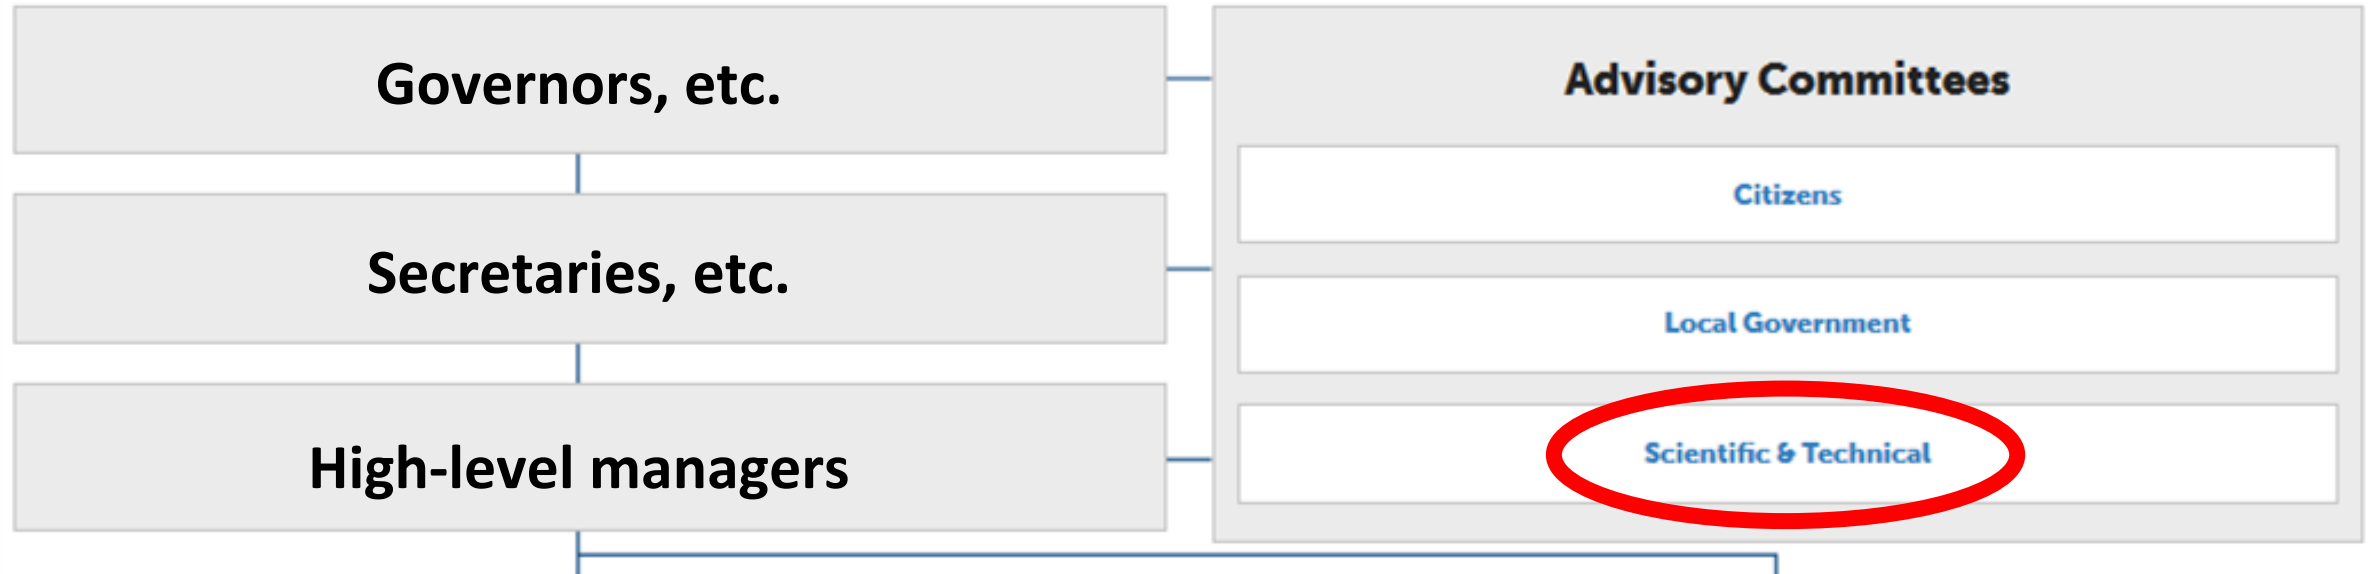 Governors, etc.
Secretaries, etc.
High-level managers
Advisory Committees
Citizens
Local Government
Scientific & Technical